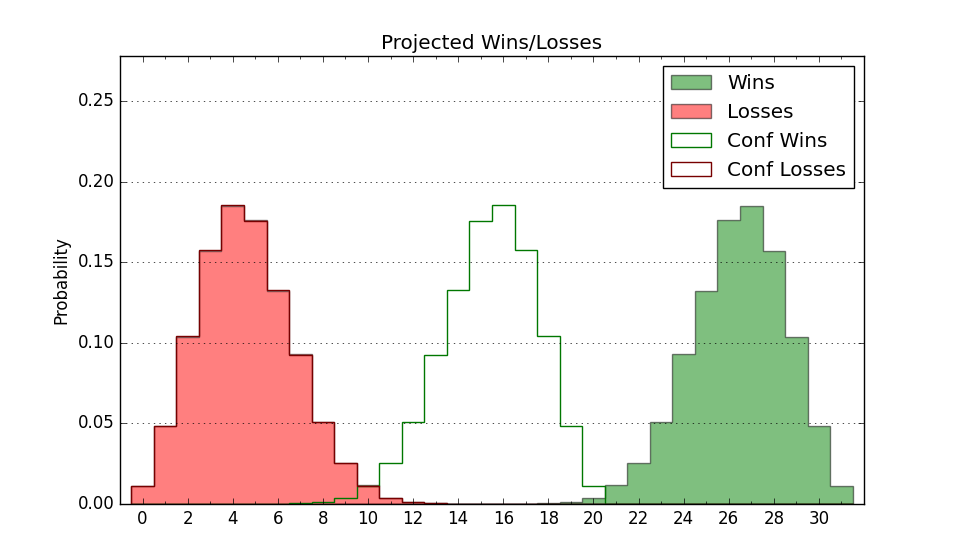 Projected Wins/Losses
Probability
0.25
0.20
0.15
0.10
0.05
0.00
0 2 4 6 8 10 12 14 16 18 20 22 24 26 28 30
Wins
Losses
Conf Wins
Conf Losses